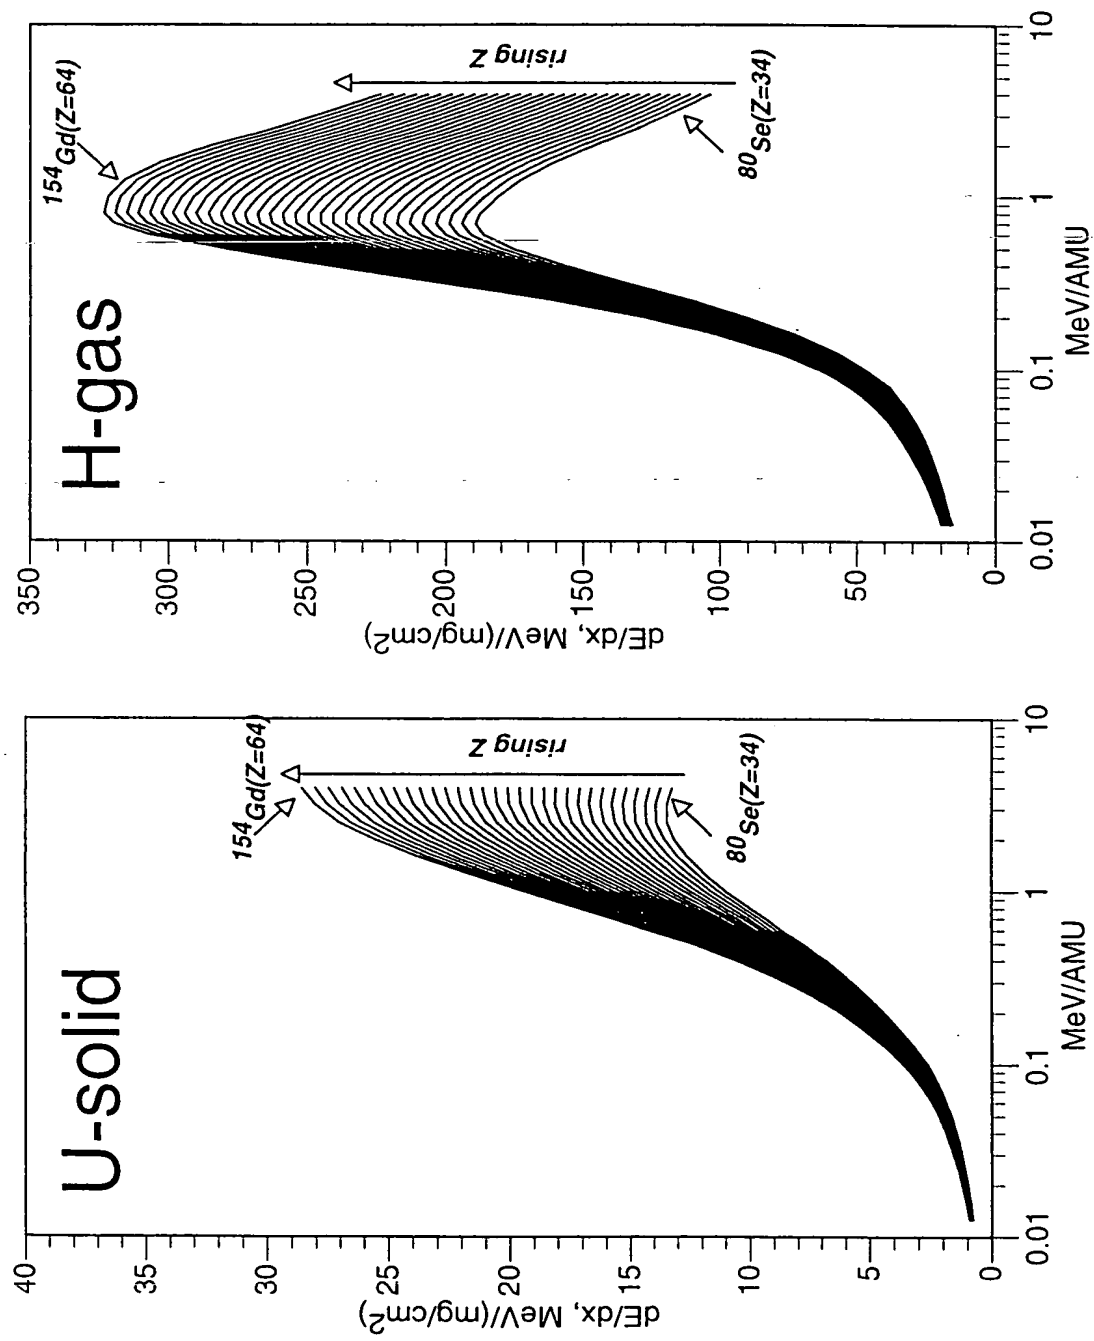 U-solid
dE/dx, MeV/(mg/cm²)
40
35
30
25
20
15
10
5
0
0.01
0.1
1
10
MeV/AMU
¹⁵⁴Gd(Z=64)
rising Z
⁸⁰Se(Z=34)
H-gas
dE/dx, MeV/(mg/cm²)
350
300
250
200
150
100
50
0
0.01
0.1
1
10
MeV/AMU
¹⁵⁴Gd(Z=64)
rising Z
⁸⁰Se(Z=34)